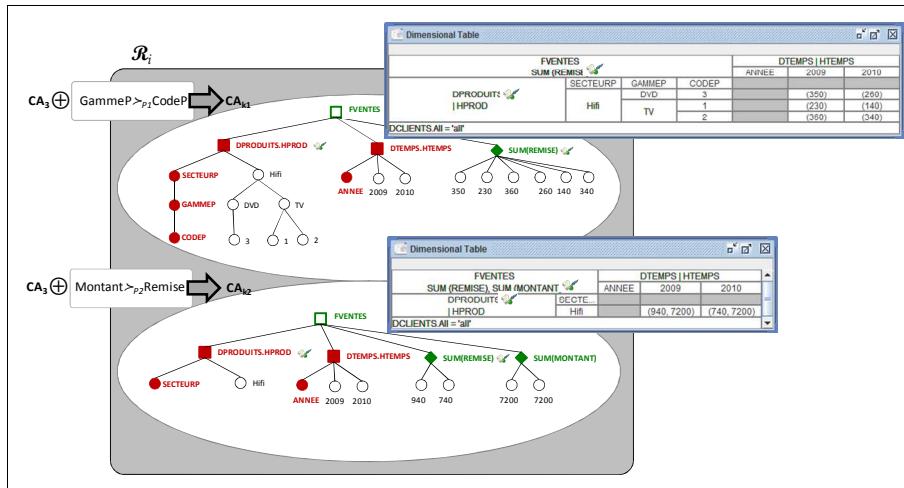 ℛi
CA3 ⊕ GammeP≻P1CodeP CAk1
Dimensional Table
FVENTES
SUM (REMISE
DTEMPS | HTEMPS
ANNEE 2009 2010
SECTEURP GAMMEP CODEP
DPRODUITS
| HPROD
Hifi
DVD 3 (350) (260)
TV
1 (230) (140)
2 (360) (340)
DCLIENTS.All = 'all'
FVENTES
DPRODUITS.HPROD DTEMPS.HTEMPS SUM(REMISE)
SECTEURP Hifi ANNEE 2009 2010 350 230 360 260 140 340
GAMMEP DVD TV
CODEP 3 1 2
CA3 ⊕ Montant≻P2Remise CAk2
Dimensional Table
FVENTES
SUM (REMISE), SUM (MONTANT
DTEMPS | HTEMPS
ANNEE 2009 2010
DPRODUITS SECTE...
| HPROD Hifi (940, 7200) (740, 7200)
DCLIENTS.All = 'all'
FVENTES
DPRODUITS.HPROD DTEMPS.HTEMPS SUM(REMISE) SUM(MONTANT)
SECTEURP Hifi ANNEE 2009 2010 940 740 7200 7200